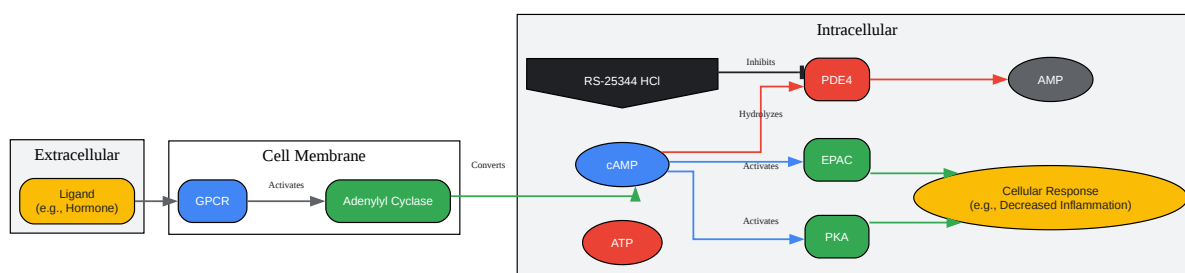 Intracellular
RS-25344 HCl
Inhibits
PDE4
AMP
Hydrolyzes
Extracellular
Ligand
(e.g., Hormone)
Cell Membrane
GPCR
Activates
Adenylyl Cyclase
Converts
cAMP
Activates
EPAC
Activates
PKA
ATP
Cellular Response
(e.g., Decreased Inflammation)